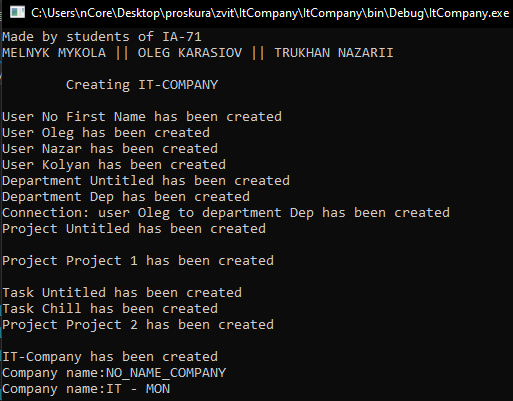 C:\Users\nCore\Desktop\proskura\zvit\ItCompany\ItCompany\bin\Debug\ItCompany.exe
Made by students of IA-71
MELNYK MYKOLA || OLEG KARASIOV || TRUKHAN NAZARII
Creating IT-COMPANY
User No First Name has been created
User Oleg has been created
User Nazar has been created
User Kolyan has been created
Department Untitled has been created
Department Dep has been created
Connection: user Oleg to department Dep has been created
Project Untitled has been created
Project Project 1 has been created
Task Untitled has been created
Task Chill has been created
Project Project 2 has been created
IT-Company has been created
Company name:NO_NAME_COMPANY
Company name:IT - MON